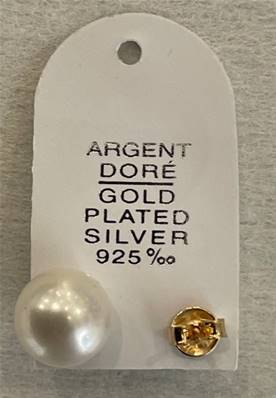 ARGENT
DORÉ
GOLD
PLATED
SILVER
925‰